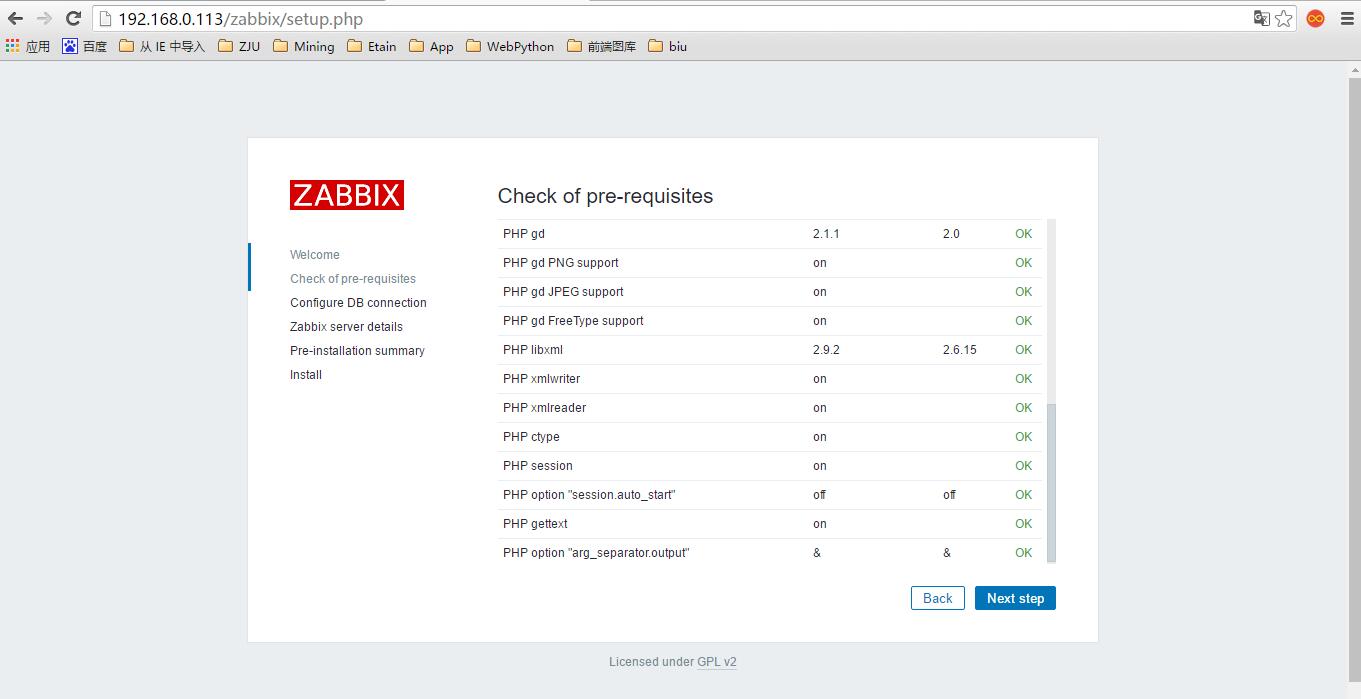 192.168.0.113/zabbix/setup.php
应用 百度 从 IE 中导入 ZJU Mining Etain App WebPython 前端图库 biu
ZABBIX
Welcome
Check of pre-requisites
Configure DB connection
Zabbix server details
Pre-installation summary
Install
Check of pre-requisites
PHP gd 2.1.1 2.0 OK
PHP gd PNG support on OK
PHP gd JPEG support on OK
PHP gd FreeType support on OK
PHP libxml 2.9.2 2.6.15 OK
PHP xmlwriter on OK
PHP xmlreader on OK
PHP ctype on OK
PHP session on OK
PHP option "session.auto_start" off off OK
PHP gettext on OK
PHP option "arg_separator.output" & & OK
Back Next step
Licensed under GPL v2